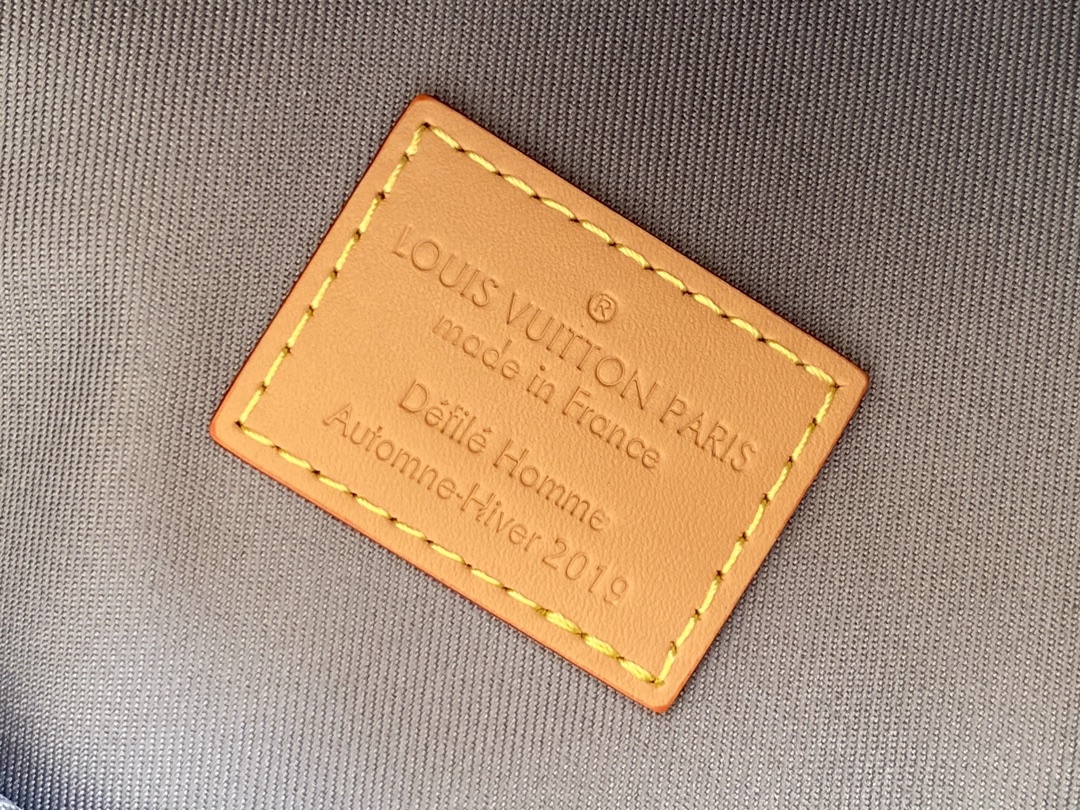 ®
LOUIS VUITTON PARIS
made in France
Défilé Homme
Automne-Hiver 2019